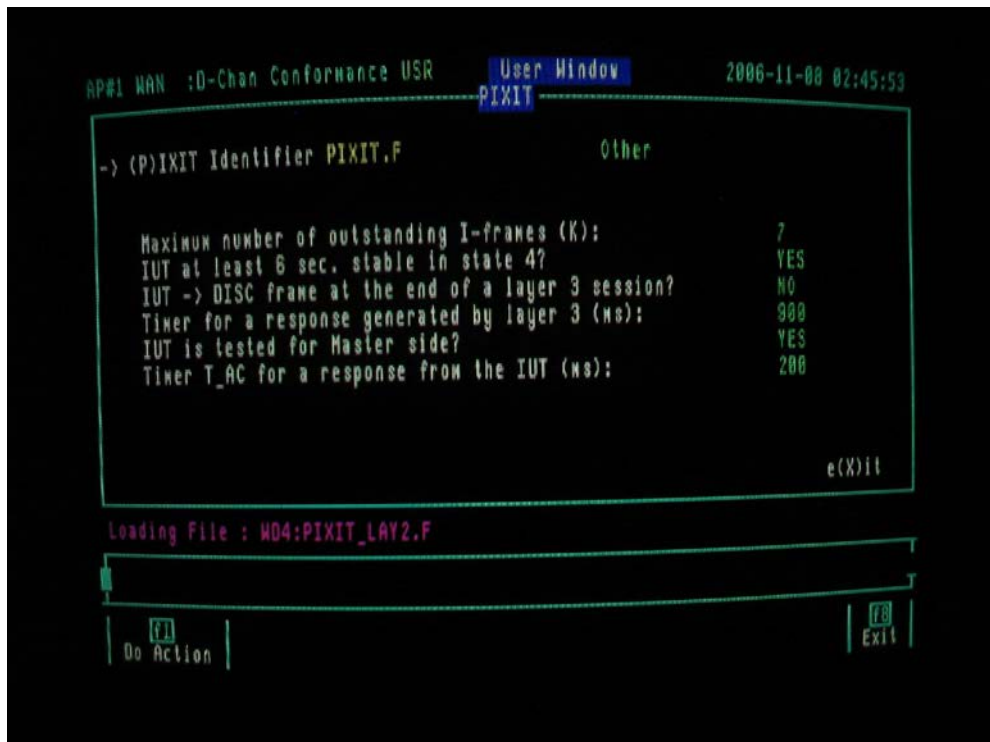 AP#1 WAN :D-Chan Conformance USR User Window 2006-11-08 02:45:53
PIXIT
-> (P)IXIT Identifier PIXIT.F Other
Maximum number of outstanding I-frames (K): 7
IUT at least 6 sec. stable in state 4? YES
IUT -> DISC frame at the end of a layer 3 session? NO
Timer for a response generated by layer 3 (ms): 900
IUT is tested for Master side? YES
Timer T_AC for a response from the IUT (ms): 200
e(X)it
Loading File : WD4:PIXIT_LAY2.F
f1 f8
Do Action Exit